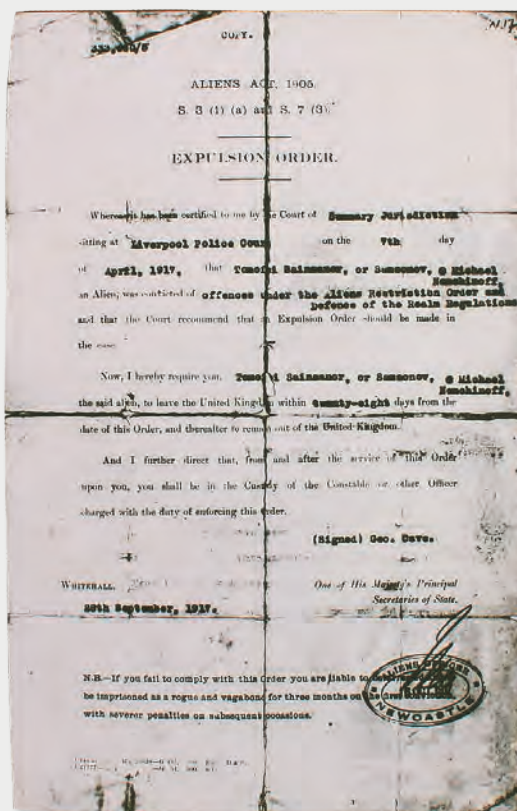 COPY.
ALIENS ACT, 1905
S. 3 (1) (a) and S. 7 (3).
EXPULSION ORDER.
Whereas it has been certified to me by the Court of Summary Jurisdiction
sitting at Liverpool Police Court on the 7th day
of April, 1917, that Tomofei Sainsanor, or Samsonov, @ Michael
Nemchinoff,
an Alien, was convicted of offences under the Aliens Restriction Order and
Defence of the Realm Regulations
and that the Court recommend that an Expulsion Order should be made in
the case.
Now, I hereby require you, Sainsanor, or Samsonov, @ Michael
Nemchinoff,
the said alien, to leave the United Kingdom within twenty-eight days from the
date of this Order, and thereafter to remain out of the United Kingdom.
And I further direct that, from and after the service of this Order
upon you, you shall be in the Custody of the Constable or other Officer
charged with the duty of enforcing this Order.
(Signed) Geo. Cave.
WHITEHALL,
One of His Majesty's Principal
Secretaries of State.
September, 1917.
N.B.—If you fail to comply with this Order you are liable to
be imprisoned as a rogue and vagabond for three months on the first
with severer penalties on subsequent occasions.
ALIENS
NEWCASTLE